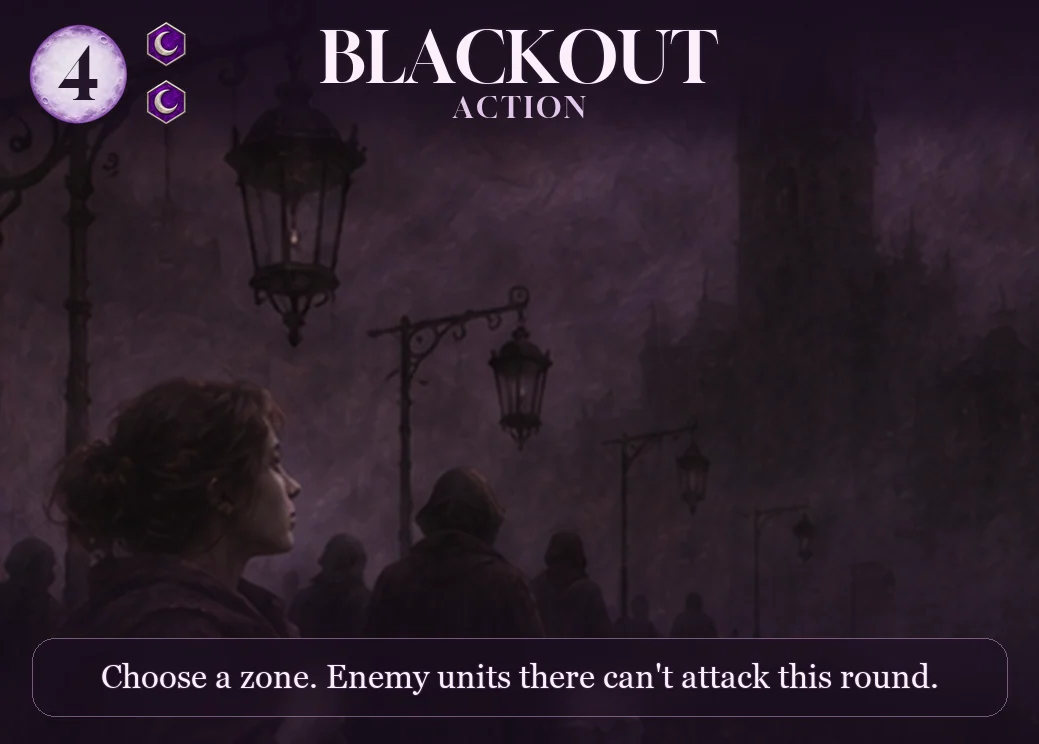 4
BLACKOUT
ACTION
Choose a zone. Enemy units there can't attack this round.